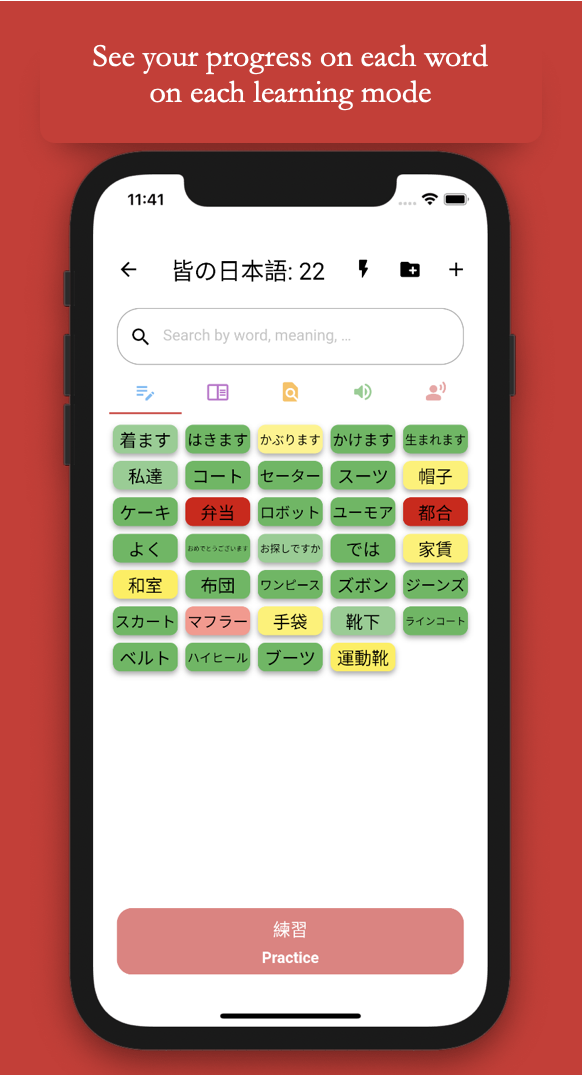 See your progress on each word
on each learning mode
11:41
皆の日本語: 22
Search by word, meaning, ...
着ます はきます かぶります かけます 生まれます
私達 コート セーター スーツ 帽子
ケーキ 弁当 ロボット ユーモア 都合
よく おめでとうございます お探しですか では 家賃
和室 布団 ワンピース ズボン ジーンズ
スカート マフラー 手袋 靴下 ラインコート
ベルト ハイヒール ブーツ 運動靴
練習
Practice